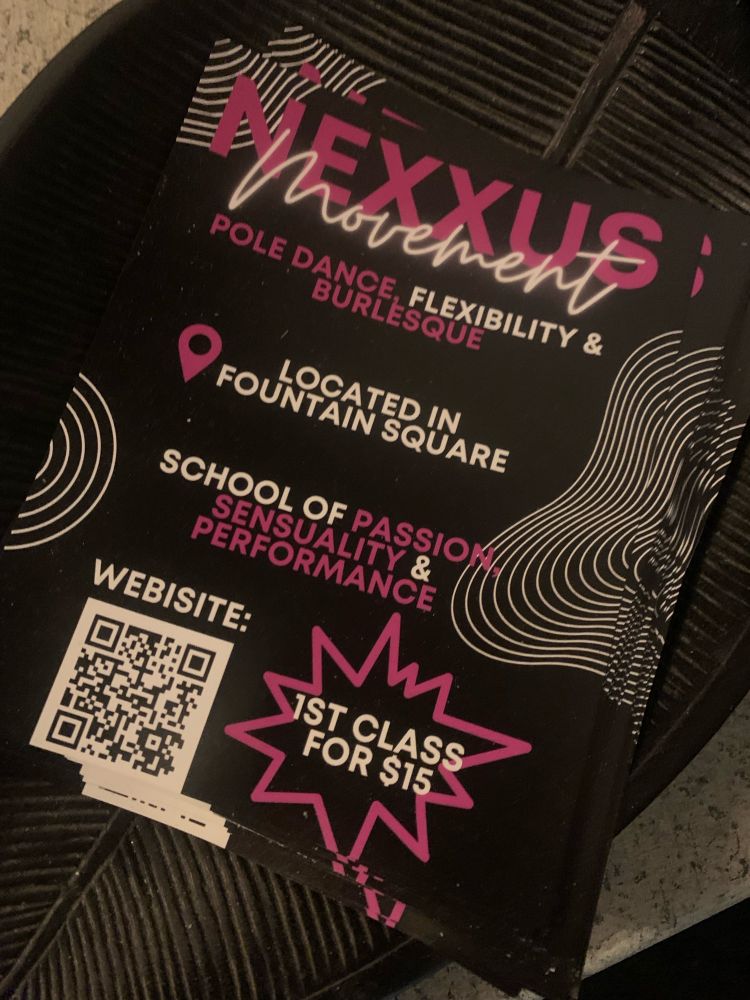 NEXXUS
Movement
POLE DANCE, FLEXIBILITY &
BURLESQUE
LOCATED IN
FOUNTAIN SQUARE
SCHOOL OF PASSION,
SENSUALITY &
PERFORMANCE
WEBISITE:
1ST CLASS
FOR $15
S